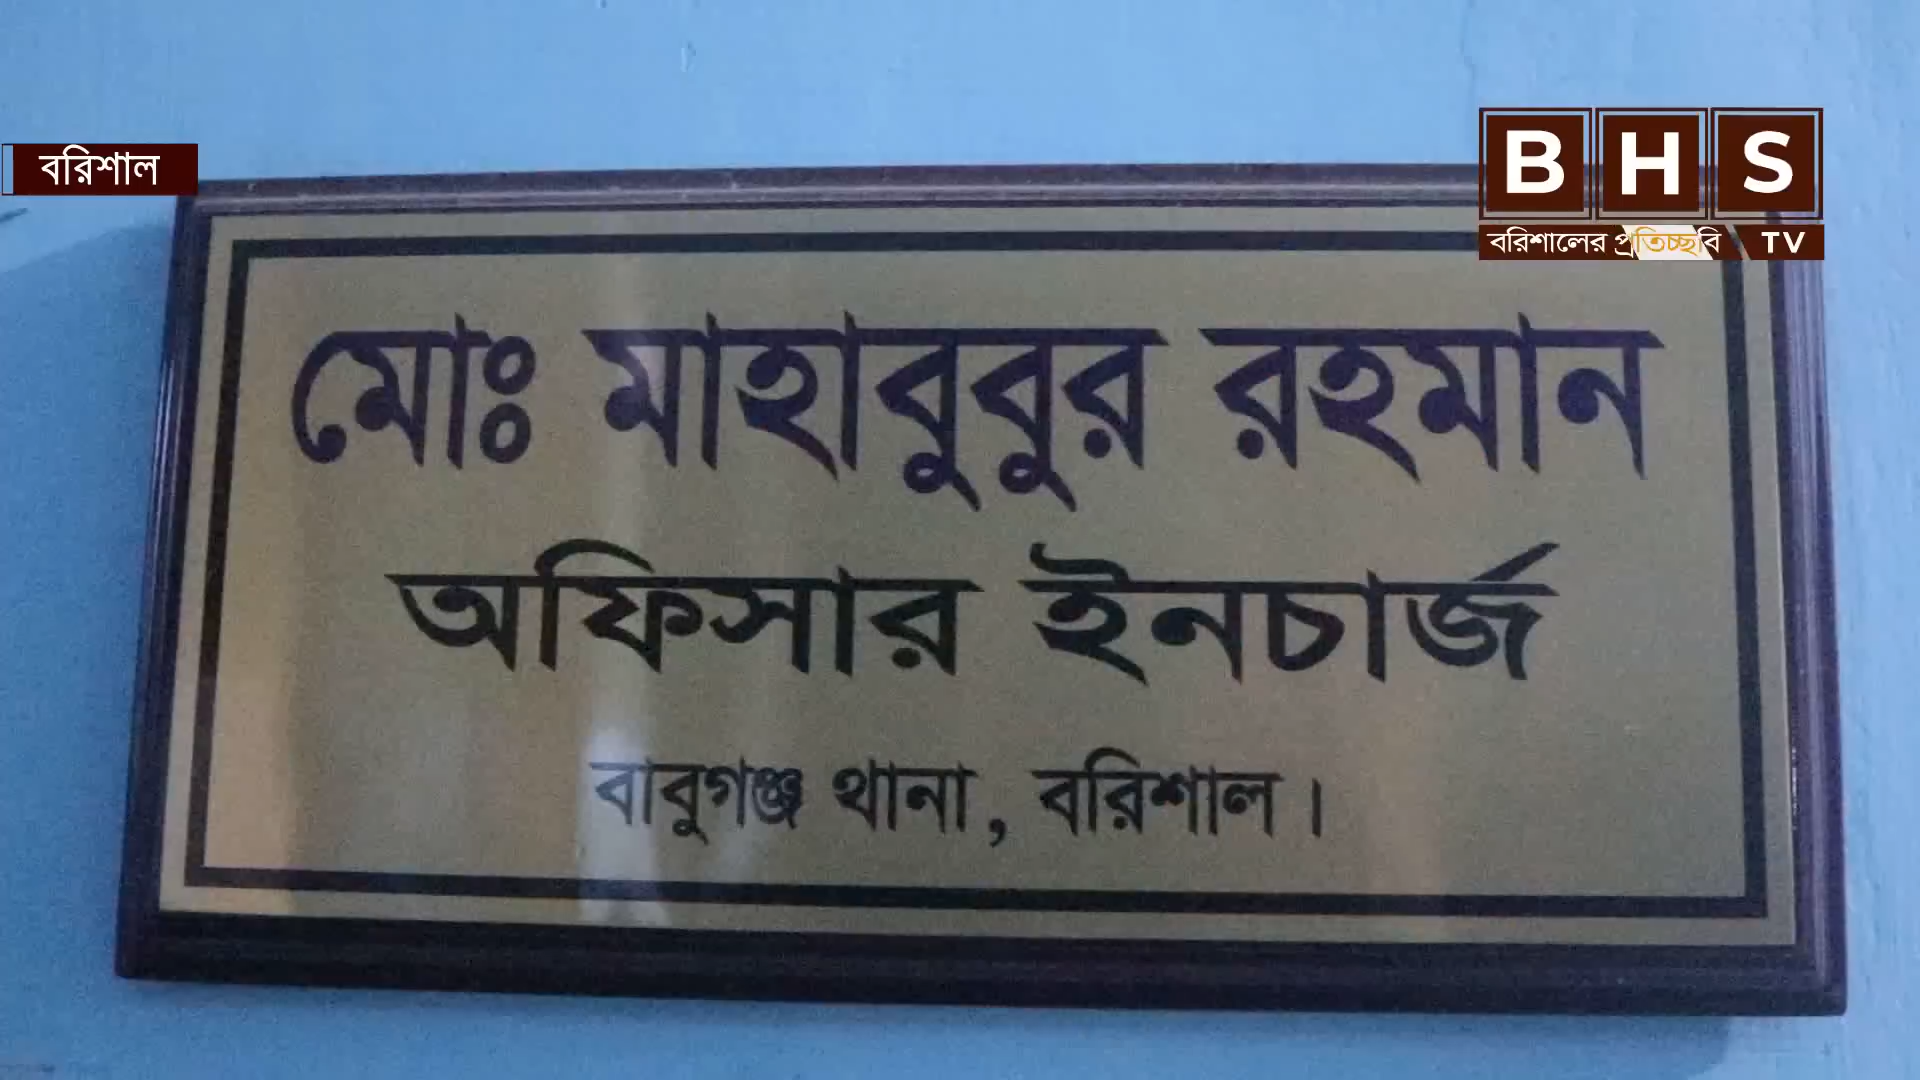 বরিশাল
BHS
বরিশালের প্রতিচ্ছবি TV
মোঃ মাহাবুবুর রহমান
অফিসার ইনচার্জ
বাবুগঞ্জ থানা, বরিশাল।